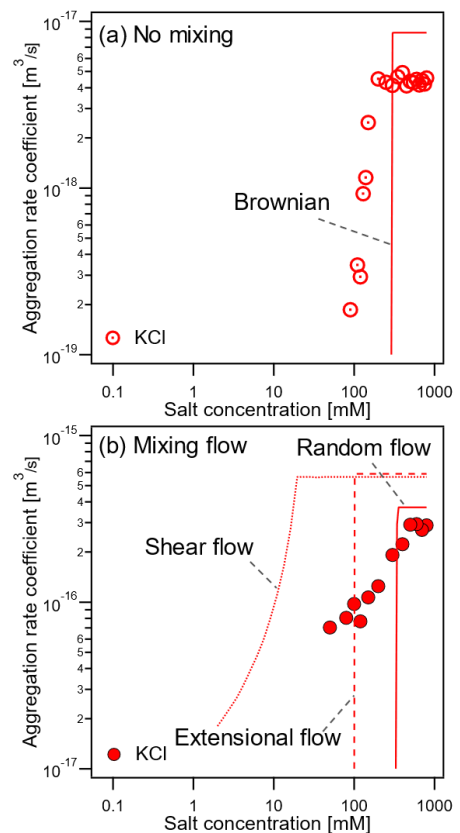 10⁻¹⁷
(a) No mixing
6
5
4
3
2
10⁻¹⁸
Brownian
6
5
4
3
2
KCl
10⁻¹⁹
Aggregation rate coefficient [m³/s]
0.1 1 10 100 1000
Salt concentration [mM]
10⁻¹⁵
(b) Mixing flow
Random flow
6
5
4
3
2
Shear flow
10⁻¹⁶
6
5
4
3
2
Extensional flow
KCl
10⁻¹⁷
Aggregation rate coefficient [m³/s]
0.1 1 10 100 1000
Salt concentration [mM]